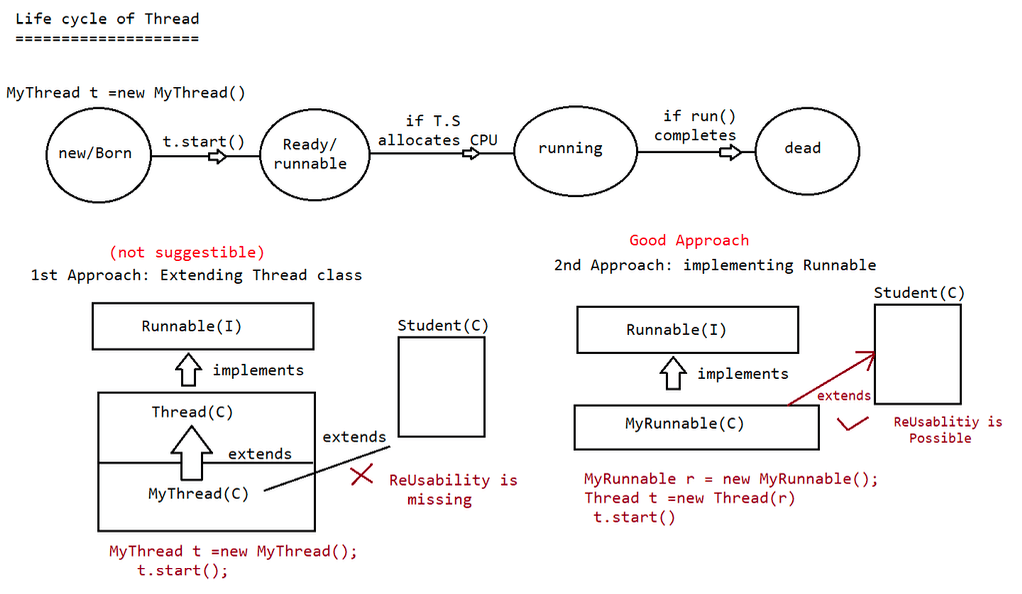 Life cycle of Thread
====================
MyThread t =new MyThread()
new/Born
t.start()
Ready/
runnable
if T.S
allocates CPU
running
if run()
completes
dead
(not suggestible)
1st Approach: Extending Thread class
Runnable(I)
implements
Thread(C)
extends
MyThread(C)
Student(C)
extends
ReUsability is
missing
MyThread t =new MyThread();
t.start();
Good Approach
2nd Approach: implementing Runnable
Runnable(I)
implements
MyRunnable(C)
Student(C)
extends
ReUsablitiy is
Possible
MyRunnable r = new MyRunnable();
Thread t =new Thread(r)
t.start()